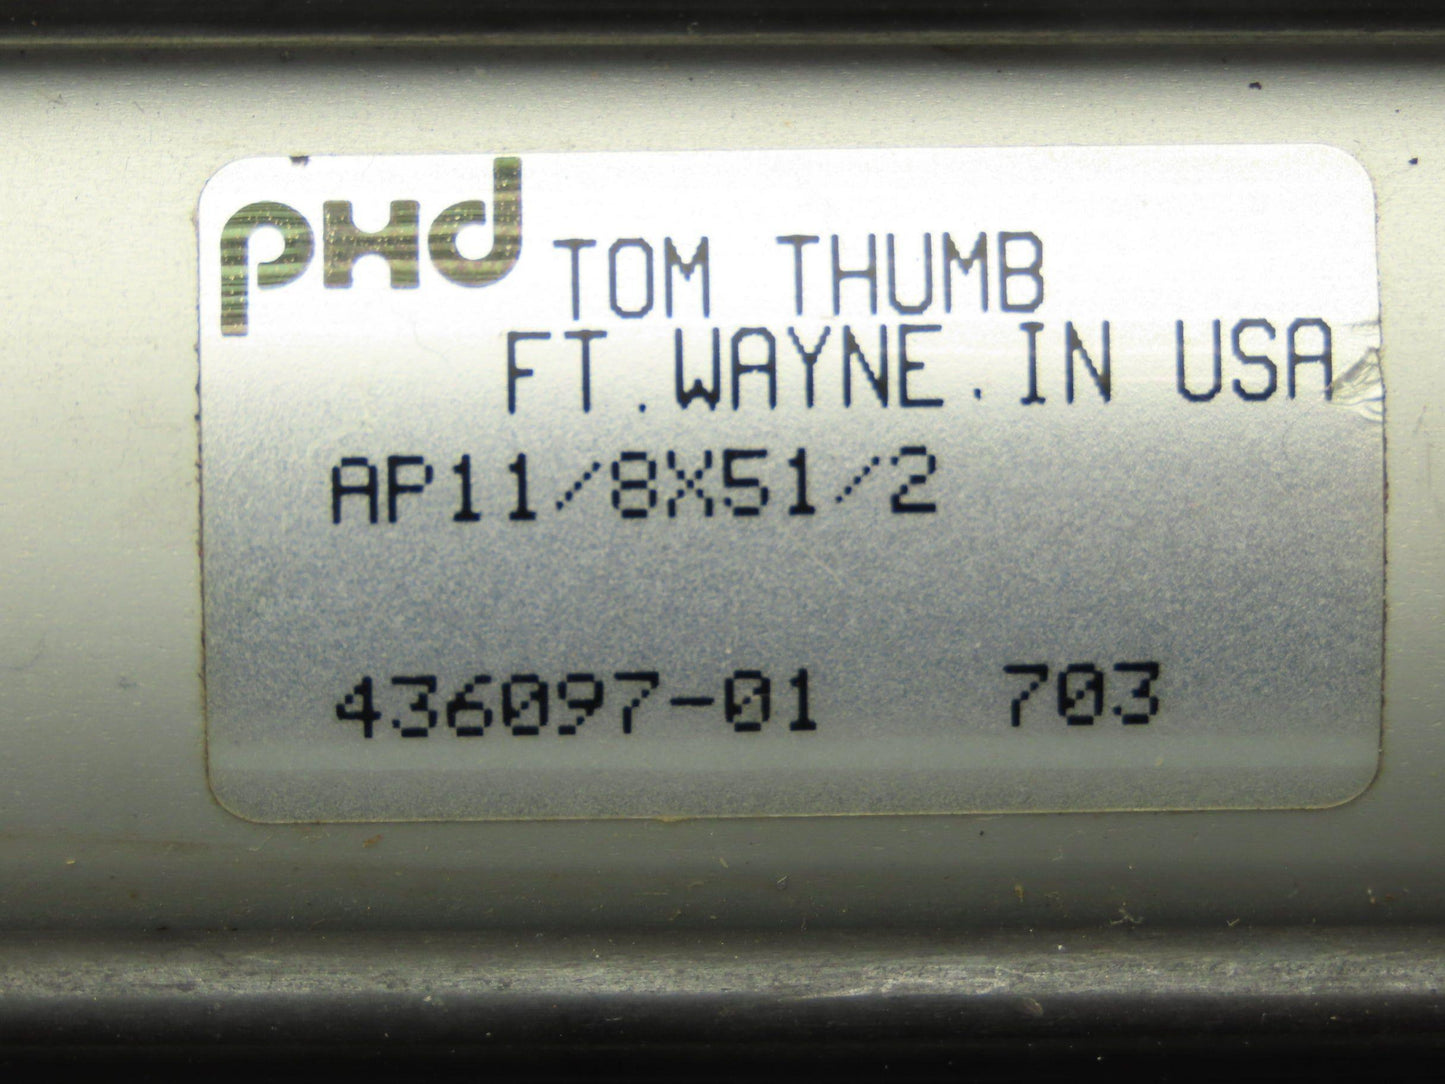 pHd TOM THUMB
FT.WAYNE.IN USA
AP11/8X51/2
436097-01 703